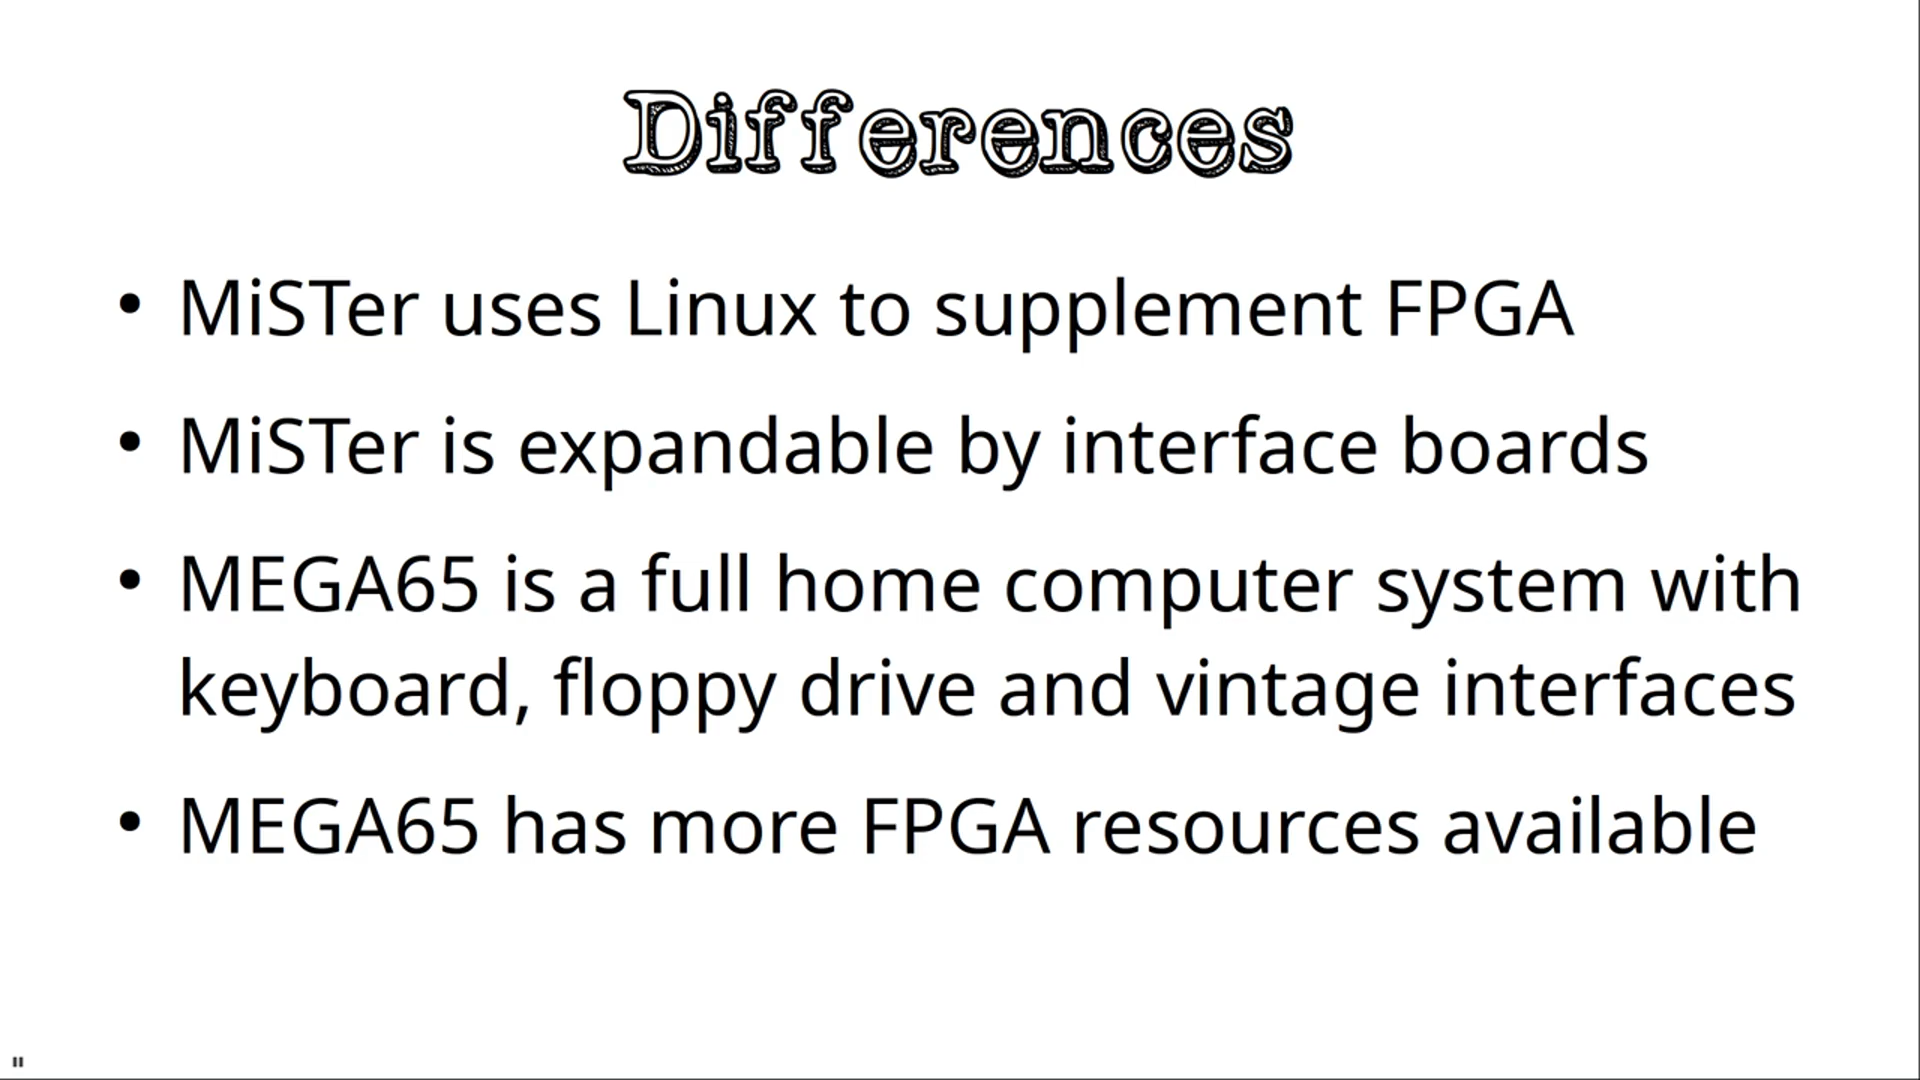 Differences
• MiSTer uses Linux to supplement FPGA
• MiSTer is expandable by interface boards
• MEGA65 is a full home computer system with
keyboard, floppy drive and vintage interfaces
• MEGA65 has more FPGA resources available